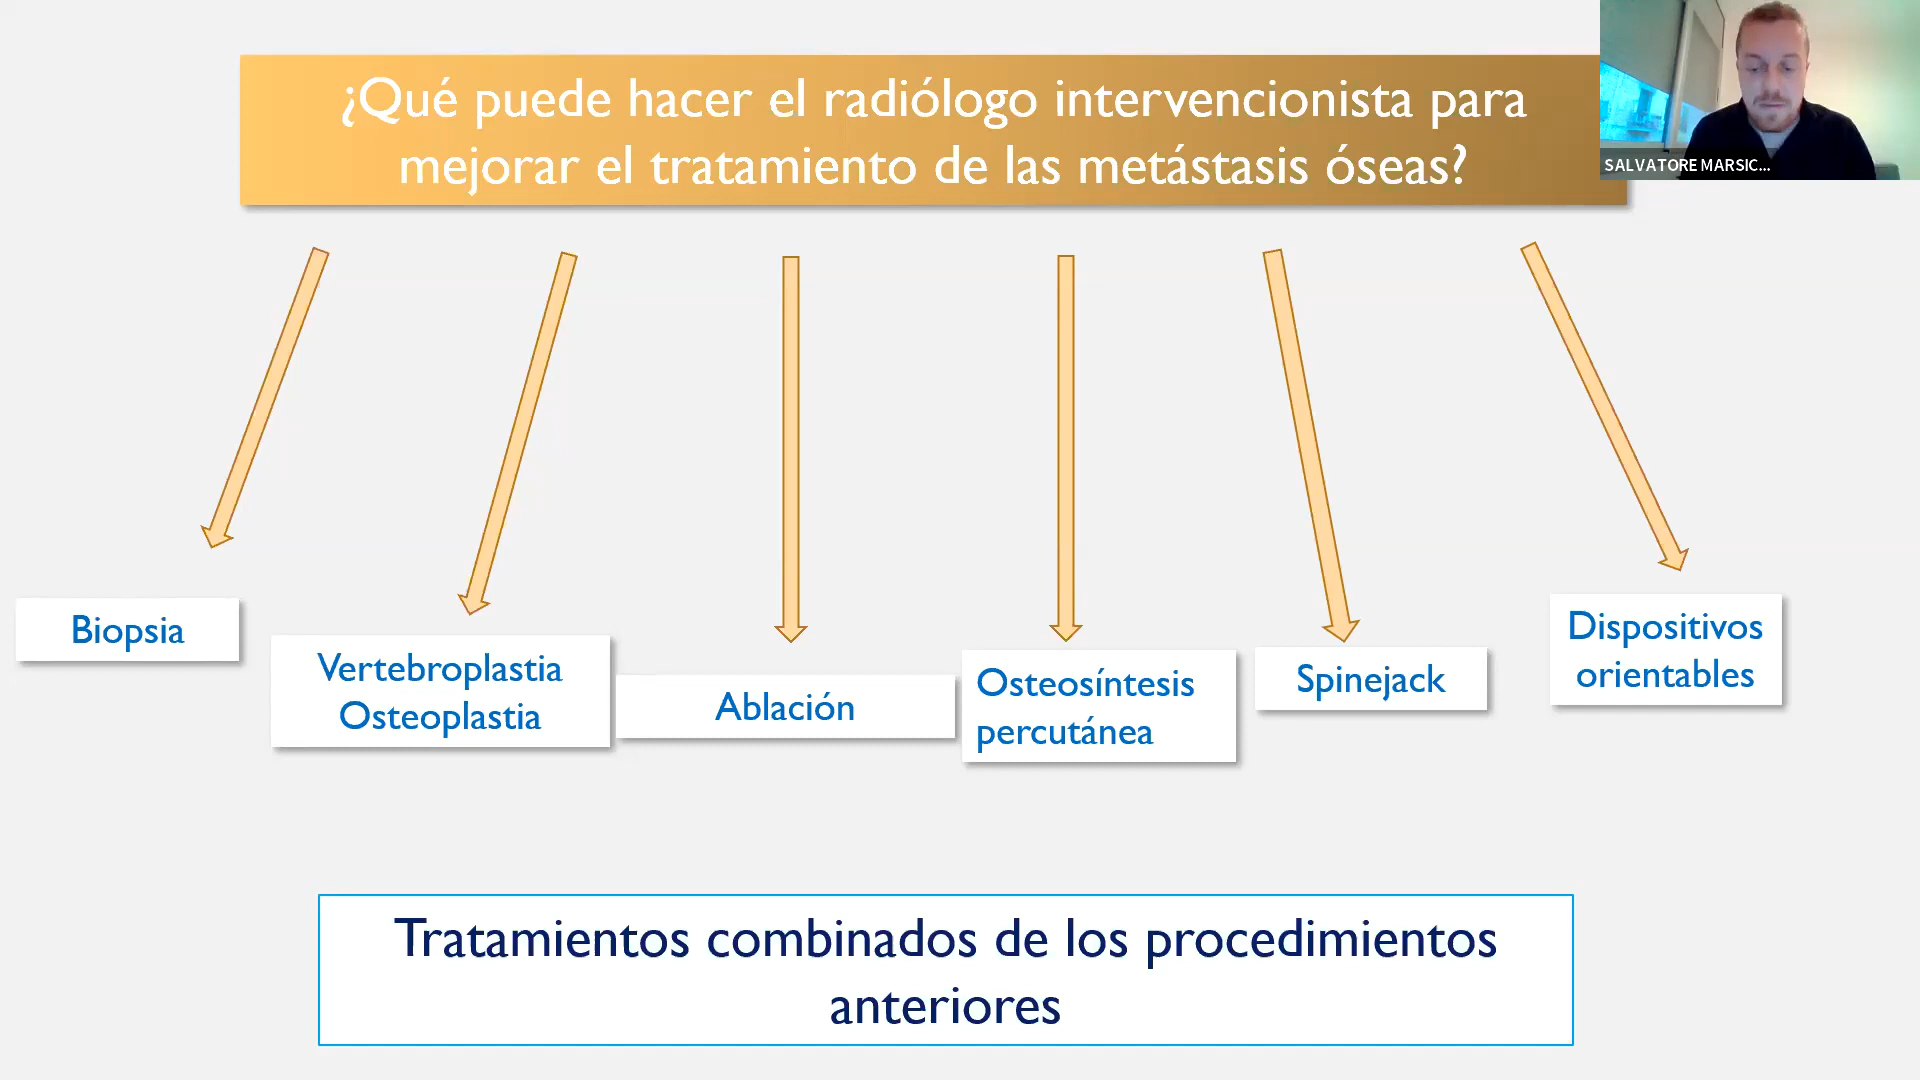 ¿Qué puede hacer el radiólogo intervencionista para
mejorar el tratamiento de las metástasis óseas?
SALVATORE MARSIC...
Biopsia
Vertebroplastia
Osteoplastia
Ablación
Osteosíntesis
percutánea
Spinejack
Dispositivos
orientables
Tratamientos combinados de los procedimientos
anteriores